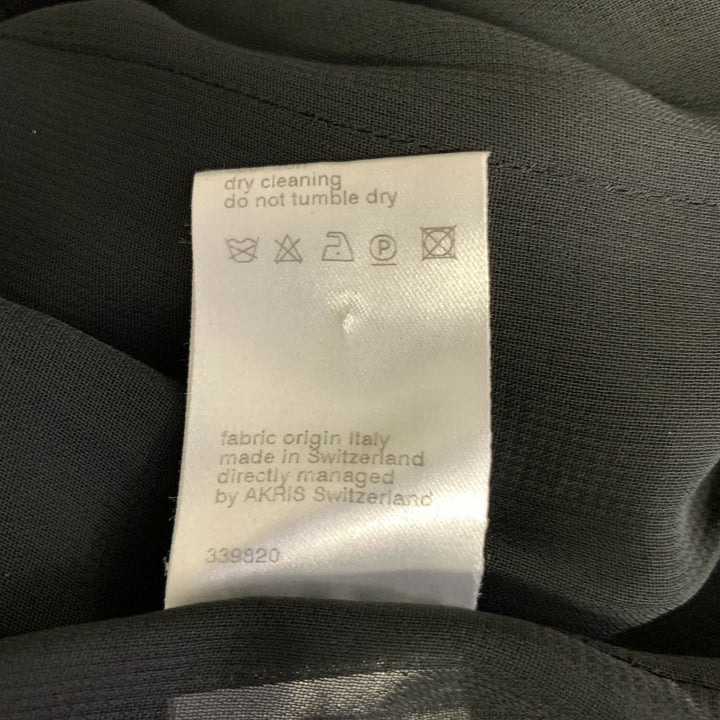 dry cleaning
do not tumble dry
P
fabric origin Italy
made in Switzerland
directly managed
by AKRIS Switzerland
339820